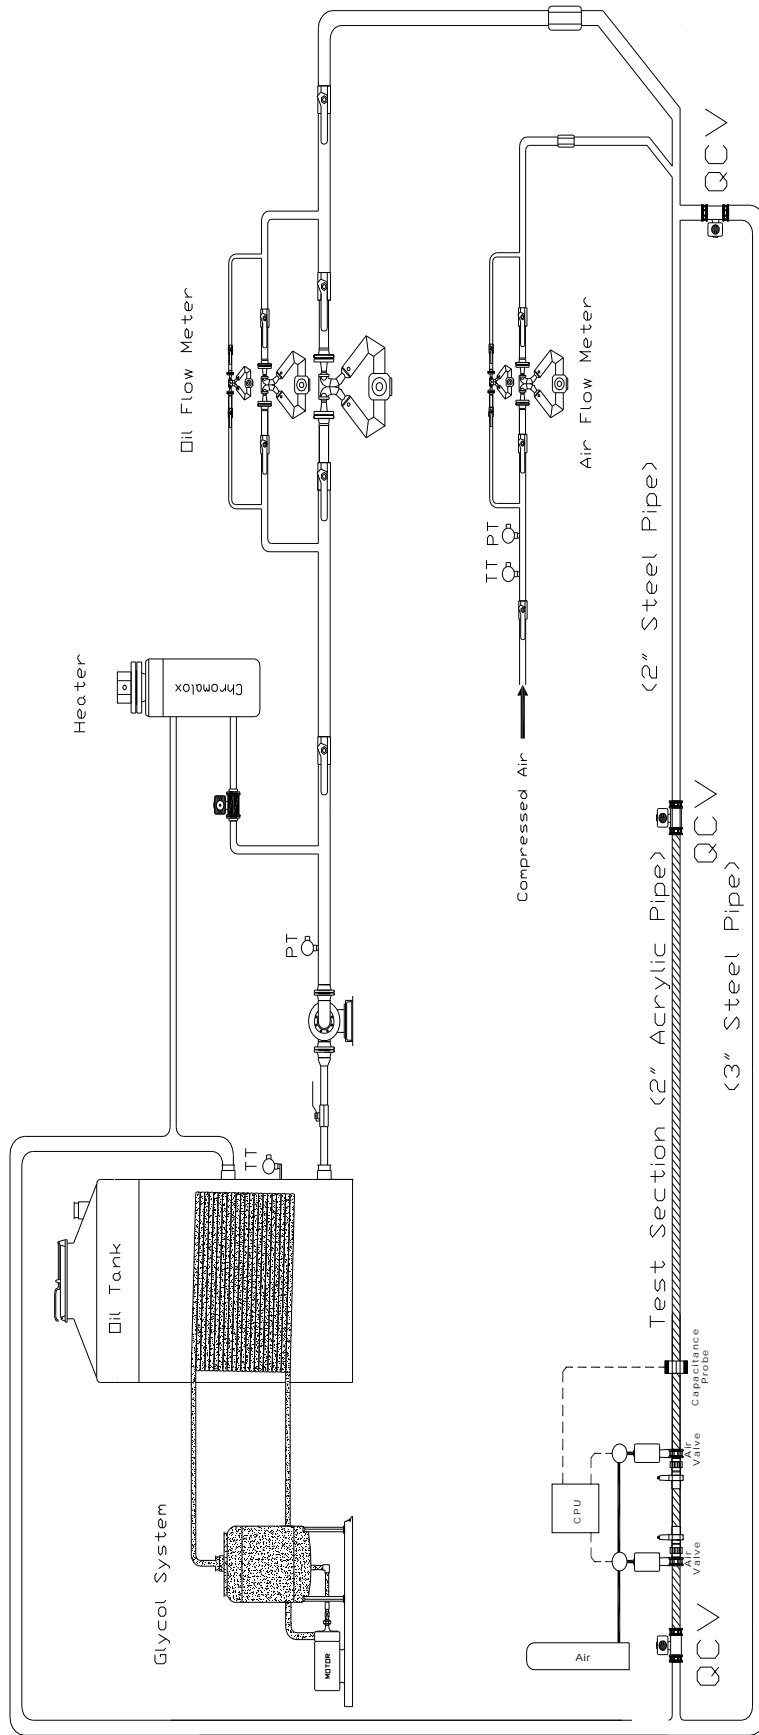 QCV
Oil Flow Meter
Air Flow Meter
PT
TT
(2" Steel Pipe)
Heater
Chromalox
Compressed Air
QCV
PT
Test Section (2" Acrylic Pipe)
(3" Steel Pipe)
TT
Oil Tank
Capacitance
Probe
Air
Valve
CPU
Glycol System
Air
Valve
MOTOR
Air
QCV